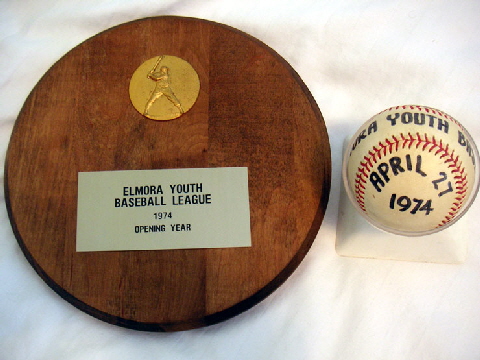 ELMORA YOUTH
BASEBALL LEAGUE
1974
OPENING YEAR
YOUTH
APRIL 27
1974